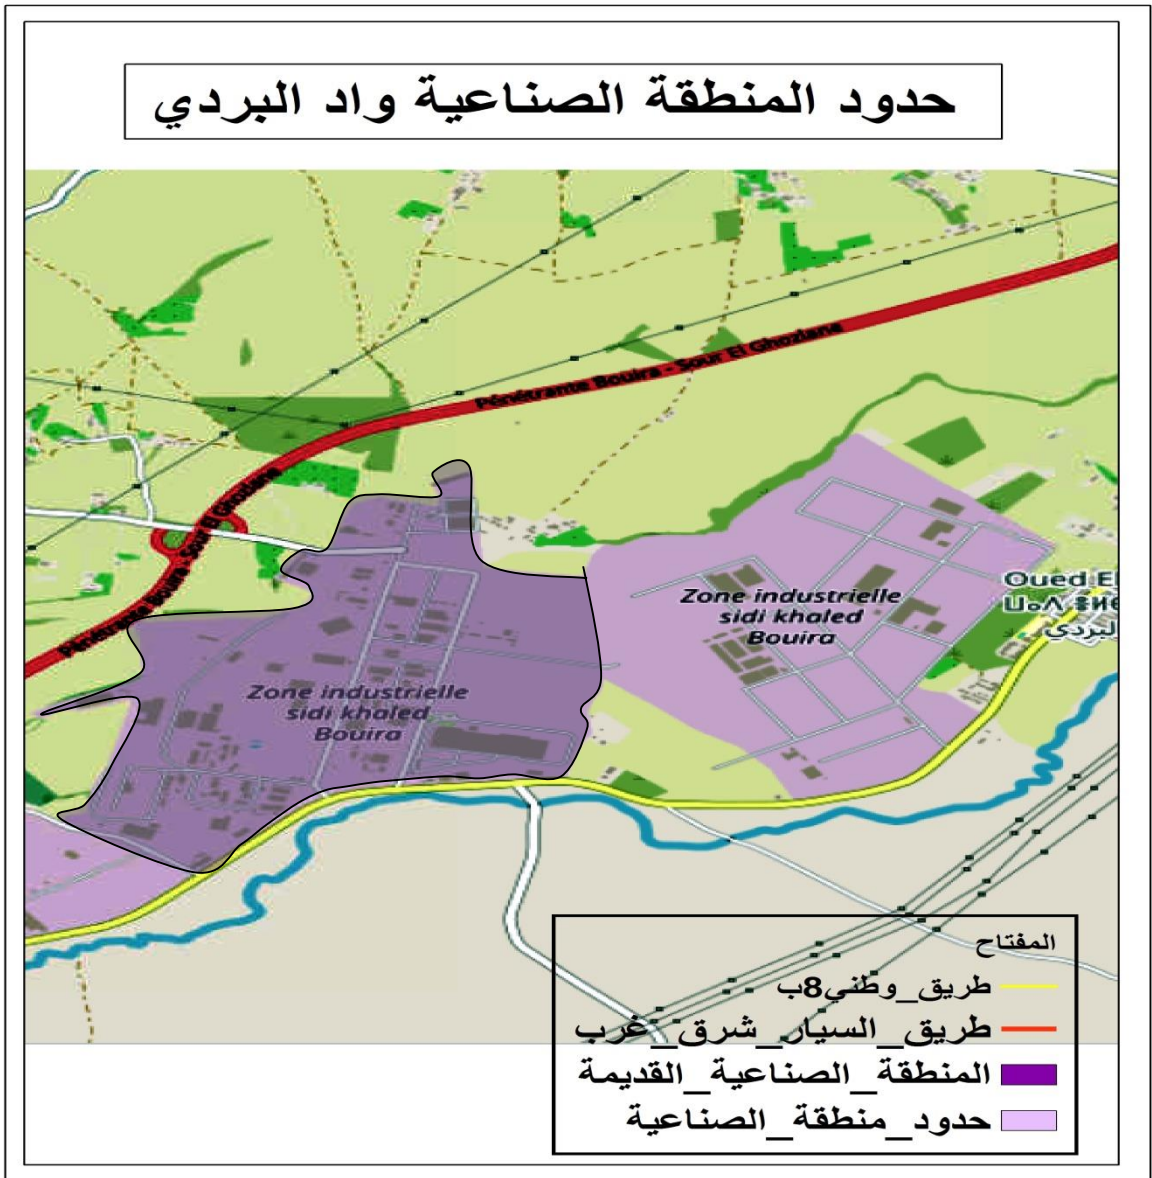 حدود المنطقة الصناعية واد البردي
Pénétrante Bouira - Sour El Ghozlane
Pénétrante Bouira - Sour El Ghozlane
Zone industrielle
sidi khaled
Bouira
Oued El
البردي
Zone industrielle
sidi khaled
Bouira
المفتاح
طريق_وطني8ب
طريق_السيار_شرق_غرب
المنطقة_الصناعية_القديمة
حدود_منطقة_الصناعية